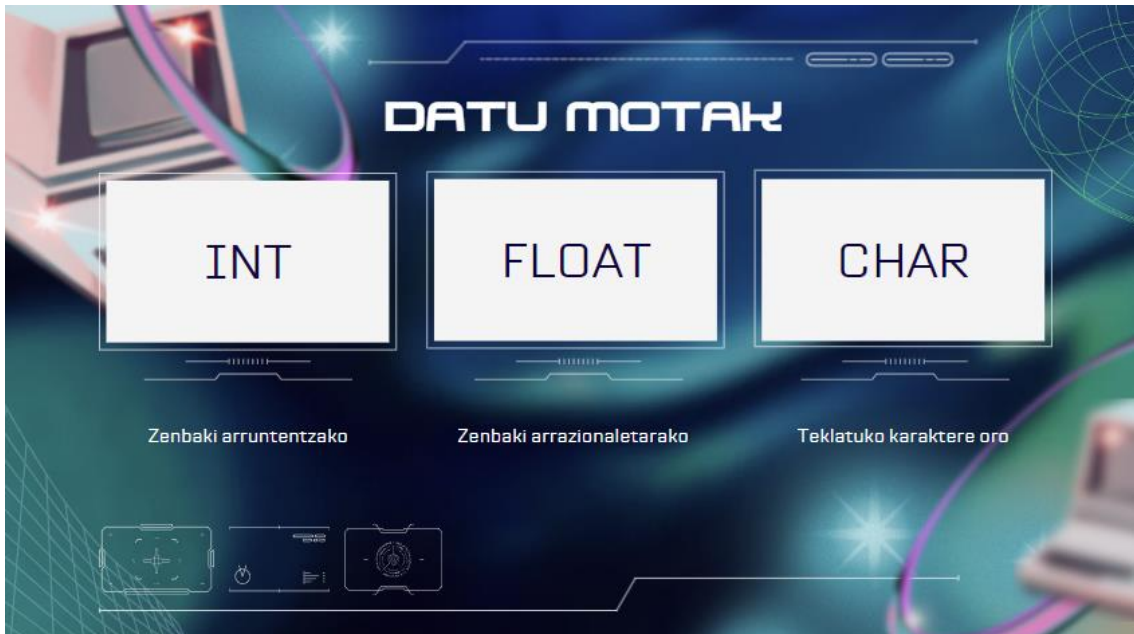 DATU MOTAK
INT
FLOAT
CHAR
Zenbaki arruntentzako
Zenbaki arrazionaletarako
Teklatuko karaktere oro